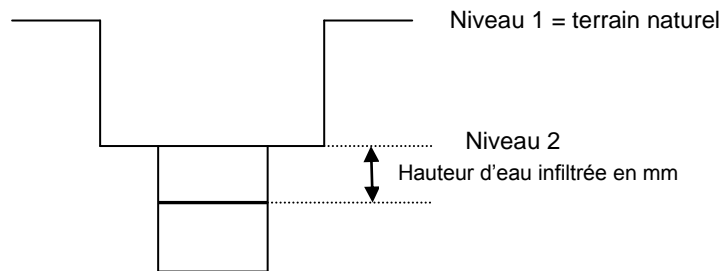 Niveau 1 = terrain naturel
Niveau 2
Hauteur d'eau infiltrée en mm